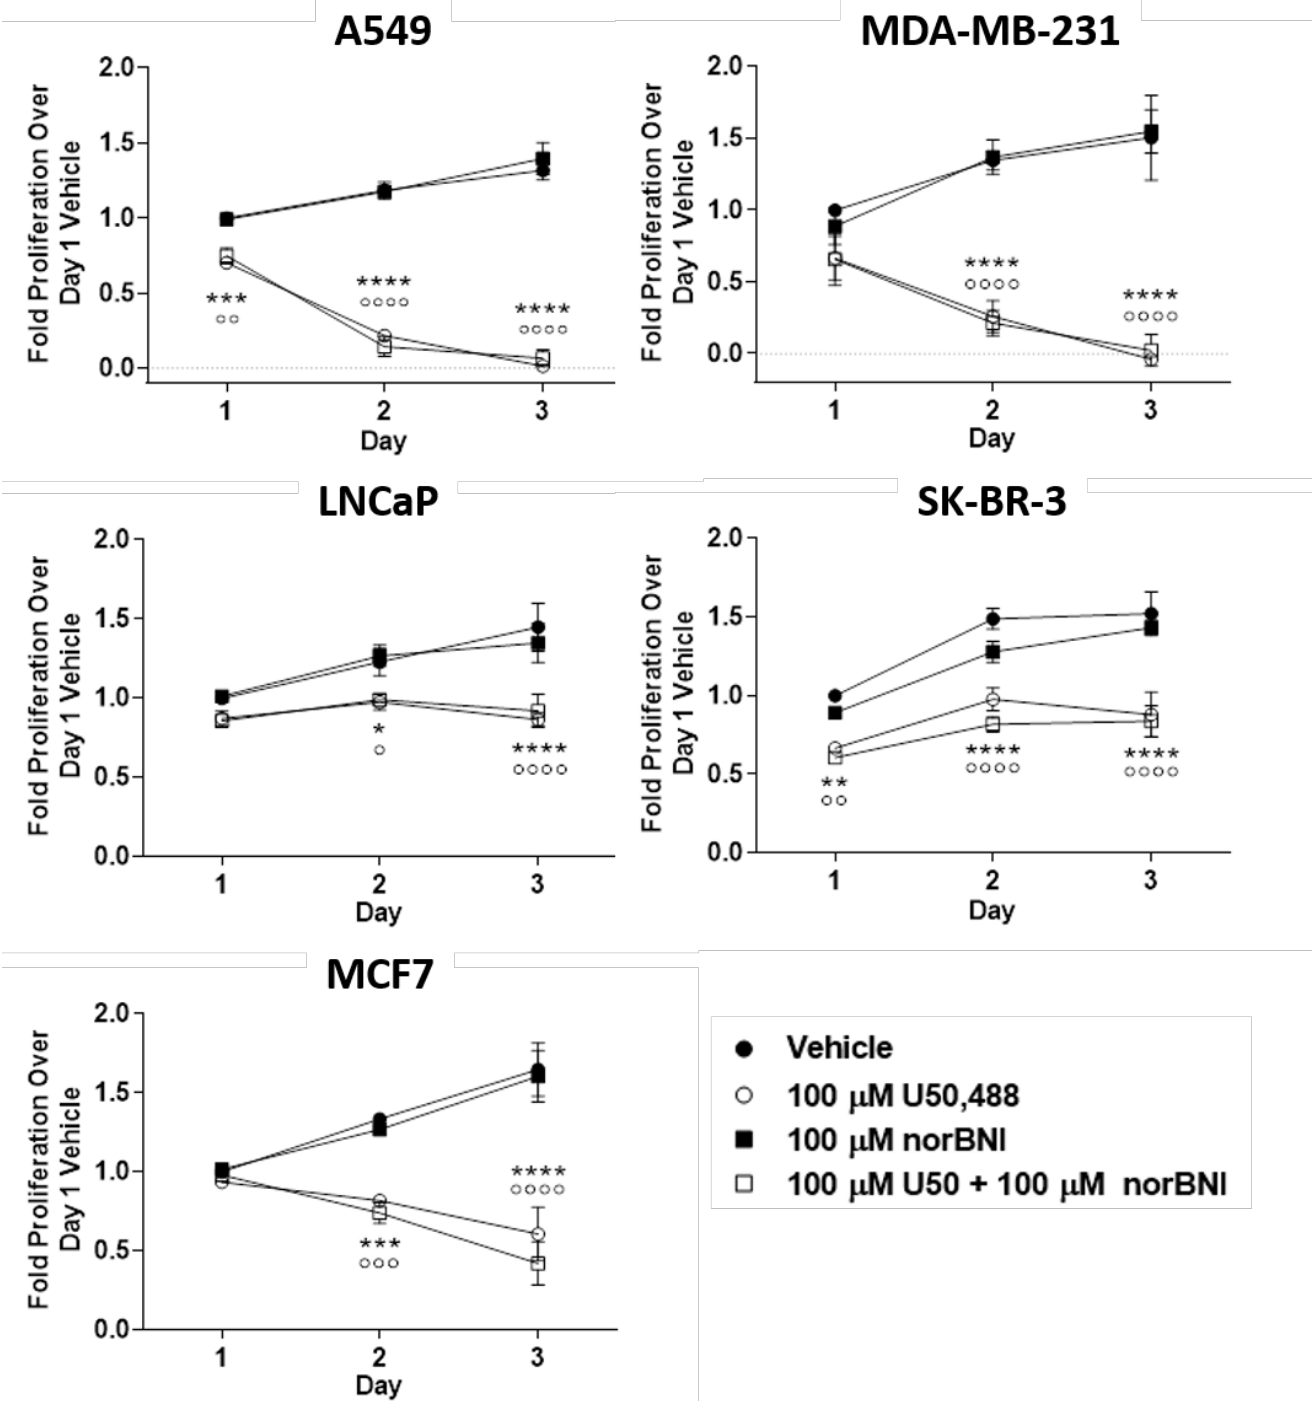 A549
Fold Proliferation Over
Day 1 Vehicle
2.0
1.5
1.0
0.5
0.0
***
○○
****
○○○○
****
○○○○
1 2 3
Day
MDA-MB-231
Fold Proliferation Over
Day 1 Vehicle
2.0
1.5
1.0
0.5
0.0
****
○○○○
****
○○○○
1 2 3
Day
LNCaP
Fold Proliferation Over
Day 1 Vehicle
2.0
1.5
1.0
0.5
0.0
*
○
****
○○○○
1 2 3
Day
SK-BR-3
Fold Proliferation Over
Day 1 Vehicle
2.0
1.5
1.0
0.5
0.0
**
○○
****
○○○○
****
○○○○
1 2 3
Day
MCF7
Fold Proliferation Over
Day 1 Vehicle
2.0
1.5
1.0
0.5
0.0
***
○○○
****
○○○○
1 2 3
Day
Vehicle
100 μM U50,488
100 μM norBNI
100 μM U50 + 100 μM norBNI